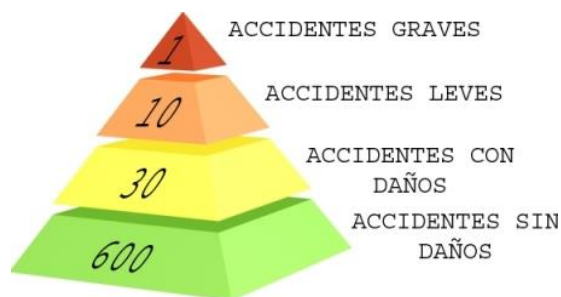 1 ACCIDENTES GRAVES
10 ACCIDENTES LEVES
30 ACCIDENTES CON
DAÑOS
600 ACCIDENTES SIN
DAÑOS